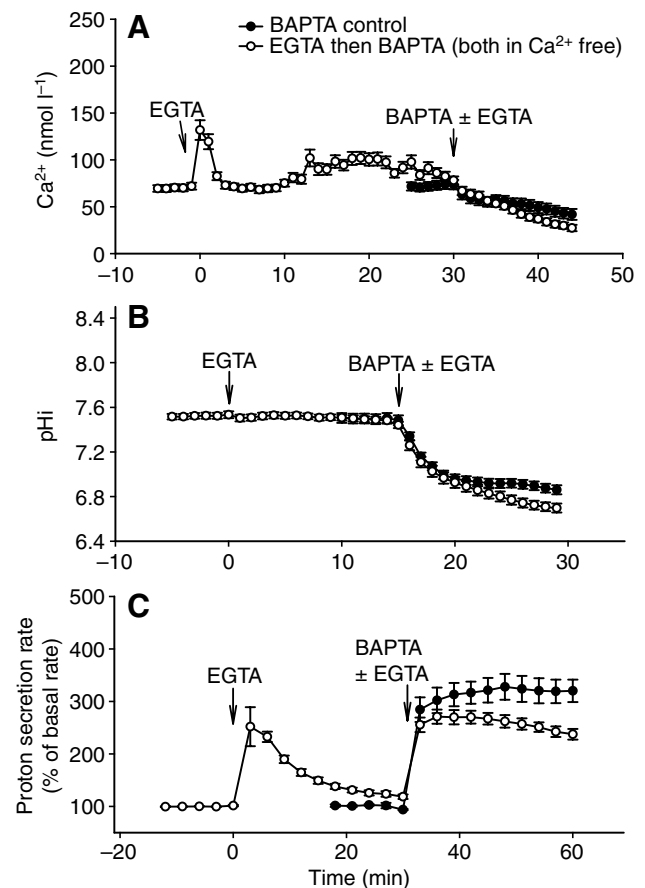 A
BAPTA control
EGTA then BAPTA (both in Ca²⁺ free)
250
200
150
100
50
0
Ca²⁺ (nmol l⁻¹)
EGTA
BAPTA ± EGTA
–10 0 10 20 30 40 50
B
8.4
8.0
7.6
7.2
6.8
6.4
pHi
EGTA
BAPTA ± EGTA
–10 0 10 20 30
C
500
400
300
200
100
Proton secretion rate
(% of basal rate)
EGTA
BAPTA
± EGTA
–20 0 20 40 60
Time (min)